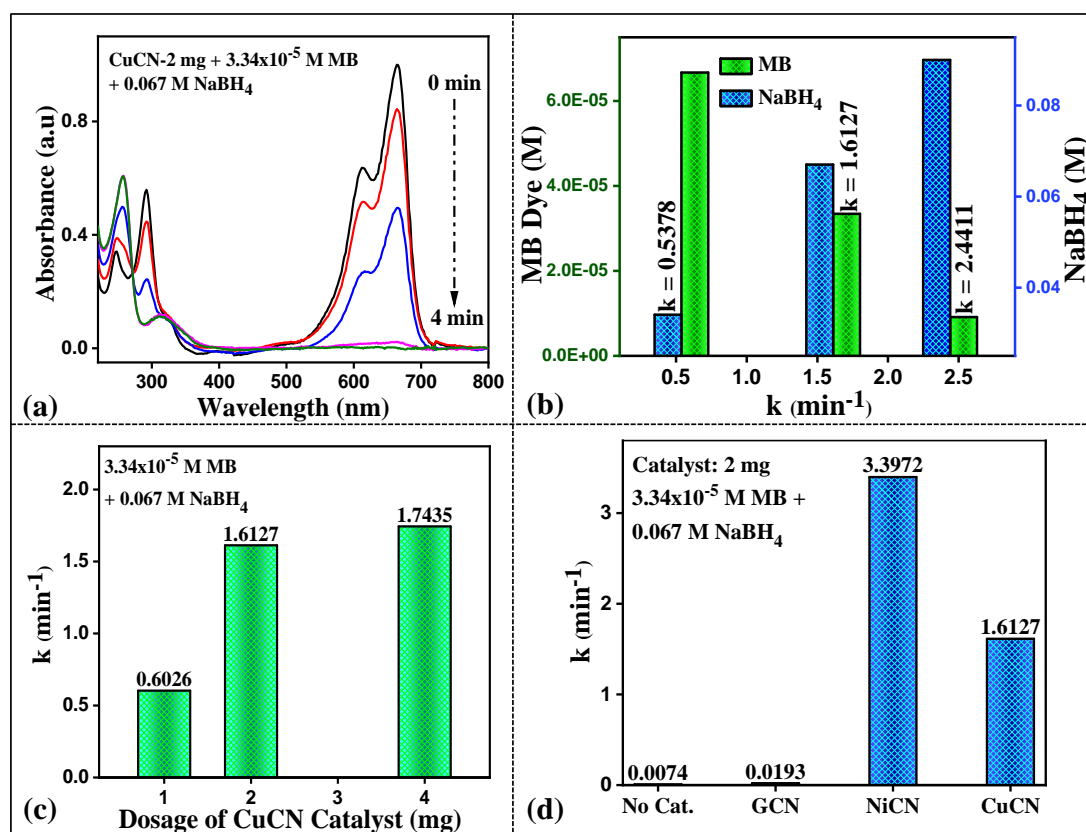 CuCN-2 mg + 3.34x10⁻⁵ M MB
+ 0.067 M NaBH₄
0 min
4 min
0.8
0.4
0.0
Absorbance (a.u)
300 400 500 600 700 800
Wavelength (nm)
(a)
MB
NaBH₄
6.0E-05
4.0E-05
2.0E-05
0.0E+00
MB Dye (M)
k = 0.5378
k = 1.6127
k = 2.4411
0.08
0.06
0.04
NaBH₄ (M)
0.5 1.0 1.5 2.0 2.5
k (min⁻¹)
(b)
3.34x10⁻⁵ M MB
+ 0.067 M NaBH₄
2.0
1.5
1.0
0.5
0.0
k (min⁻¹)
0.6026
1.6127
1.7435
1 2 3 4
Dosage of CuCN Catalyst (mg)
(c)
Catalyst: 2 mg
3.34x10⁻⁵ M MB +
0.067 M NaBH₄
3
2
1
0
k (min⁻¹)
0.0074
0.0193
3.3972
1.6127
No Cat. GCN NiCN CuCN
(d)